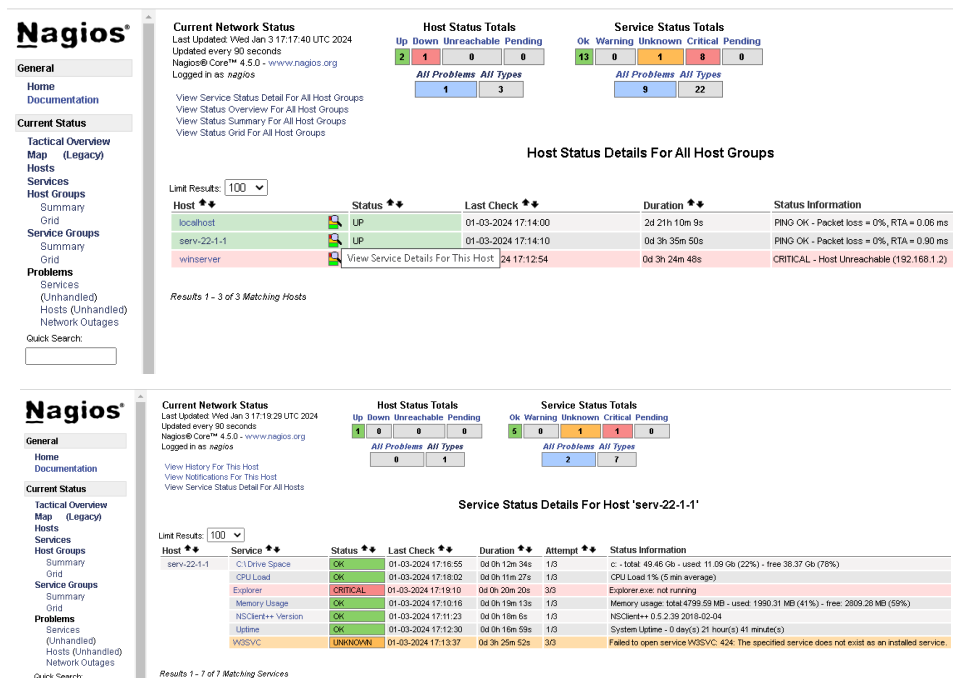 Nagios®
General
Home
Documentation
Current Status
Tactical Overview
Map (Legacy)
Hosts
Services
Host Groups
Summary
Grid
Service Groups
Summary
Grid
Problems
Services
(Unhandled)
Hosts (Unhandled)
Network Outages
Quick Search:
Current Network Status
Last Updated: Wed Jan 3 17:17:40 UTC 2024
Updated every 90 seconds
Nagios® Core™ 4.5.0 - www.nagios.org
Logged in as nagios
View Service Status Detail For All Host Groups
View Status Overview For All Host Groups
View Status Summary For All Host Groups
View Status Grid For All Host Groups
Host Status Totals
Up Down Unreachable Pending
2 1 0 0
All Problems All Types
1 3
Service Status Totals
Ok Warning Unknown Critical Pending
13 0 1 8 0
All Problems All Types
9 22
Host Status Details For All Host Groups
Limit Results: 100
Host Status Last Check Duration Status Information
localhost UP 01-03-2024 17:14:00 2d 21h 10m 9s PING OK - Packet loss = 0%, RTA = 0.06 ms
serv-22-1-1 UP 01-03-2024 17:14:10 0d 3h 35m 50s PING OK - Packet loss = 0%, RTA = 0.90 ms
winserver View Service Details For This Host 24 17:12:54 0d 3h 24m 48s CRITICAL - Host Unreachable (192.168.1.2)
Results 1 - 3 of 3 Matching Hosts
Nagios®
General
Home
Documentation
Current Status
Tactical Overview
Map (Legacy)
Hosts
Services
Host Groups
Summary
Grid
Service Groups
Summary
Grid
Problems
Services
(Unhandled)
Hosts (Unhandled)
Network Outages
Quick Search:
Current Network Status
Last Updated: Wed Jan 3 17:19:29 UTC 2024
Updated every 90 seconds
Nagios® Core™ 4.5.0 - www.nagios.org
Logged in as nagios
View History For This Host
View Notifications For This Host
View Service Status Detail For All Hosts
Host Status Totals
Up Down Unreachable Pending
1 0 0 0
All Problems All Types
0 1
Service Status Totals
Ok Warning Unknown Critical Pending
5 0 1 1 0
All Problems All Types
2 7
Service Status Details For Host 'serv-22-1-1'
Limit Results: 100
Host Service Status Last Check Duration Attempt Status Information
serv-22-1-1 C:\ Drive Space OK 01-03-2024 17:16:55 0d 0h 12m 34s 1/3 c: - total: 49.46 Gb - used: 11.09 Gb (22%) - free 38.37 Gb (78%)
CPU Load OK 01-03-2024 17:18:02 0d 0h 11m 27s 1/3 CPU Load 1% (5 min average)
Explorer CRITICAL 01-03-2024 17:19:10 0d 0h 20m 20s 3/3 Explorer.exe: not running
Memory Usage OK 01-03-2024 17:10:16 0d 0h 19m 13s 1/3 Memory usage: total:4799.59 MB - used: 1990.31 MB (41%) - free: 2809.28 MB (59%)
NSClient++ Version OK 01-03-2024 17:11:23 0d 0h 18m 6s 1/3 NSClient++ 0.5.2.39 2018-02-04
Uptime OK 01-03-2024 17:12:30 0d 0h 16m 59s 1/3 System Uptime - 0 day(s) 21 hour(s) 41 minute(s)
W3SVC UNKNOWN 01-03-2024 17:13:37 0d 3h 25m 52s 3/3 Failed to open service W3SVC: 424: The specified service does not exist as an installed service.
Results 1 - 7 of 7 Matching Services